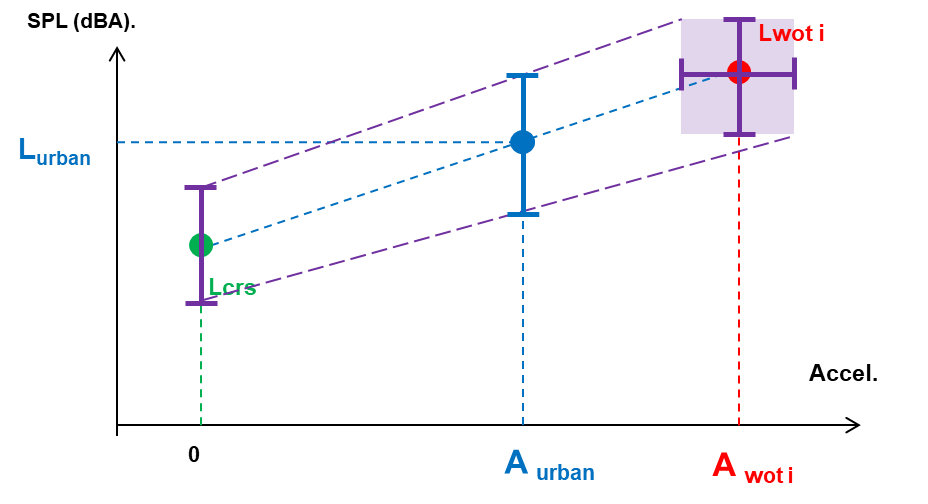 SPL (dBA).
Lwot i
Lurban
Lcrs
Accel.
0
A urban
A wot i